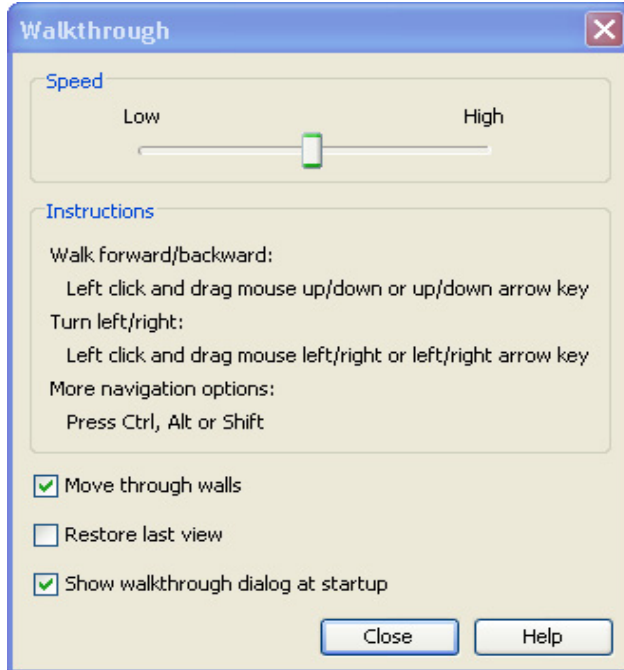 Walkthrough
Speed
Low High
Instructions
Walk forward/backward:
Left click and drag mouse up/down or up/down arrow key
Turn left/right:
Left click and drag mouse left/right or left/right arrow key
More navigation options:
Press Ctrl, Alt or Shift
Move through walls
Restore last view
Show walkthrough dialog at startup
Close Help